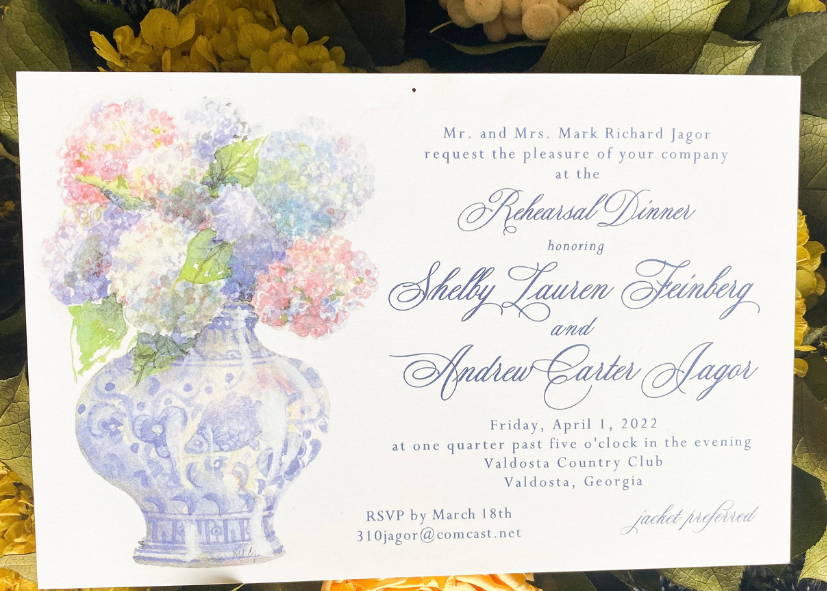 Mr. and Mrs. Mark Richard Jagor
request the pleasure of your company
at the
Rehearsal Dinner
honoring
Shelby Lauren Feinberg
and
Andrew Carter Jagor
Friday, April 1, 2022
at one quarter past five o'clock in the evening
Valdosta Country Club
Valdosta, Georgia
RSVP by March 18th
310jagor@comcast.net
jacket preferred